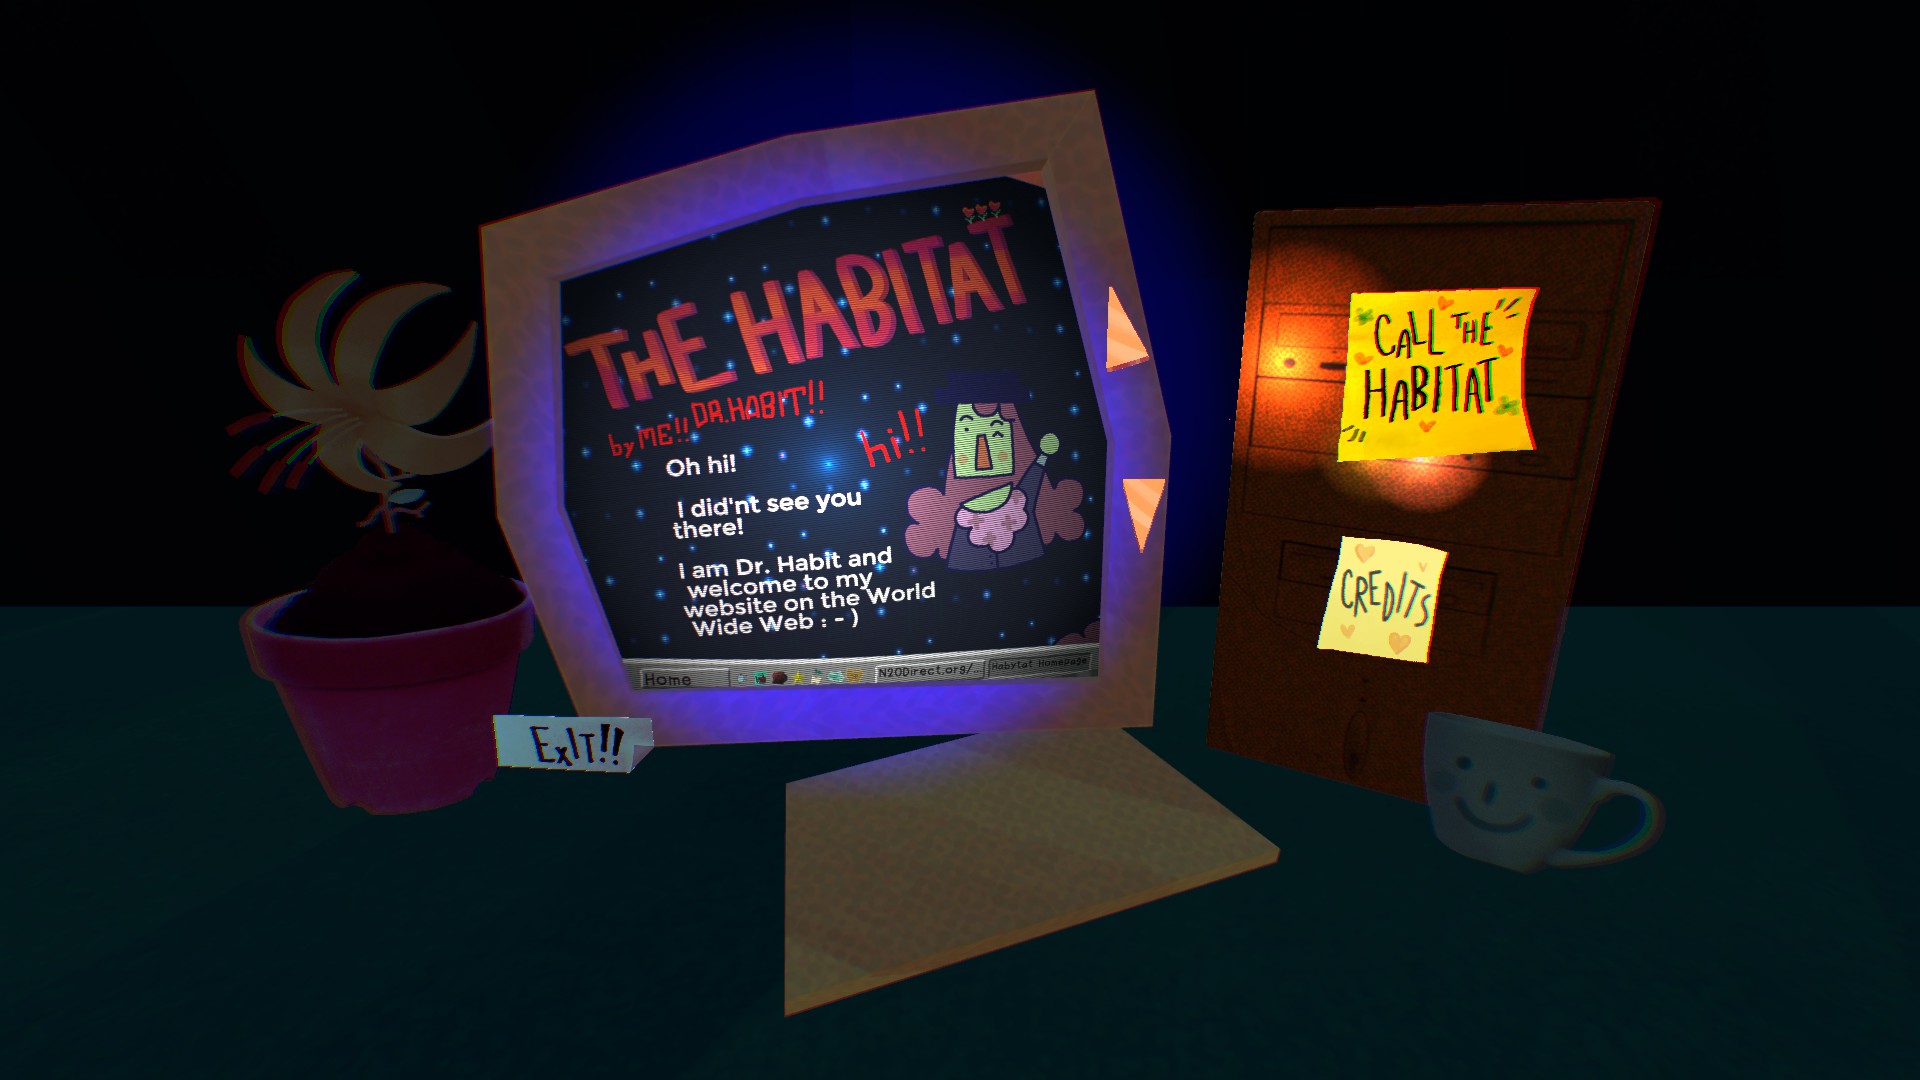 THE HABITAT
by ME!! DR.HABIT!!
hi!!
Oh hi!
I did'nt see you
there!
I am Dr. Habit and
welcome to my
website on the World
Wide Web : - )
Home
N20Direct.org/...
Habytat Homepage
EXIT!!
CALL THE
HABITAT
CREDITS